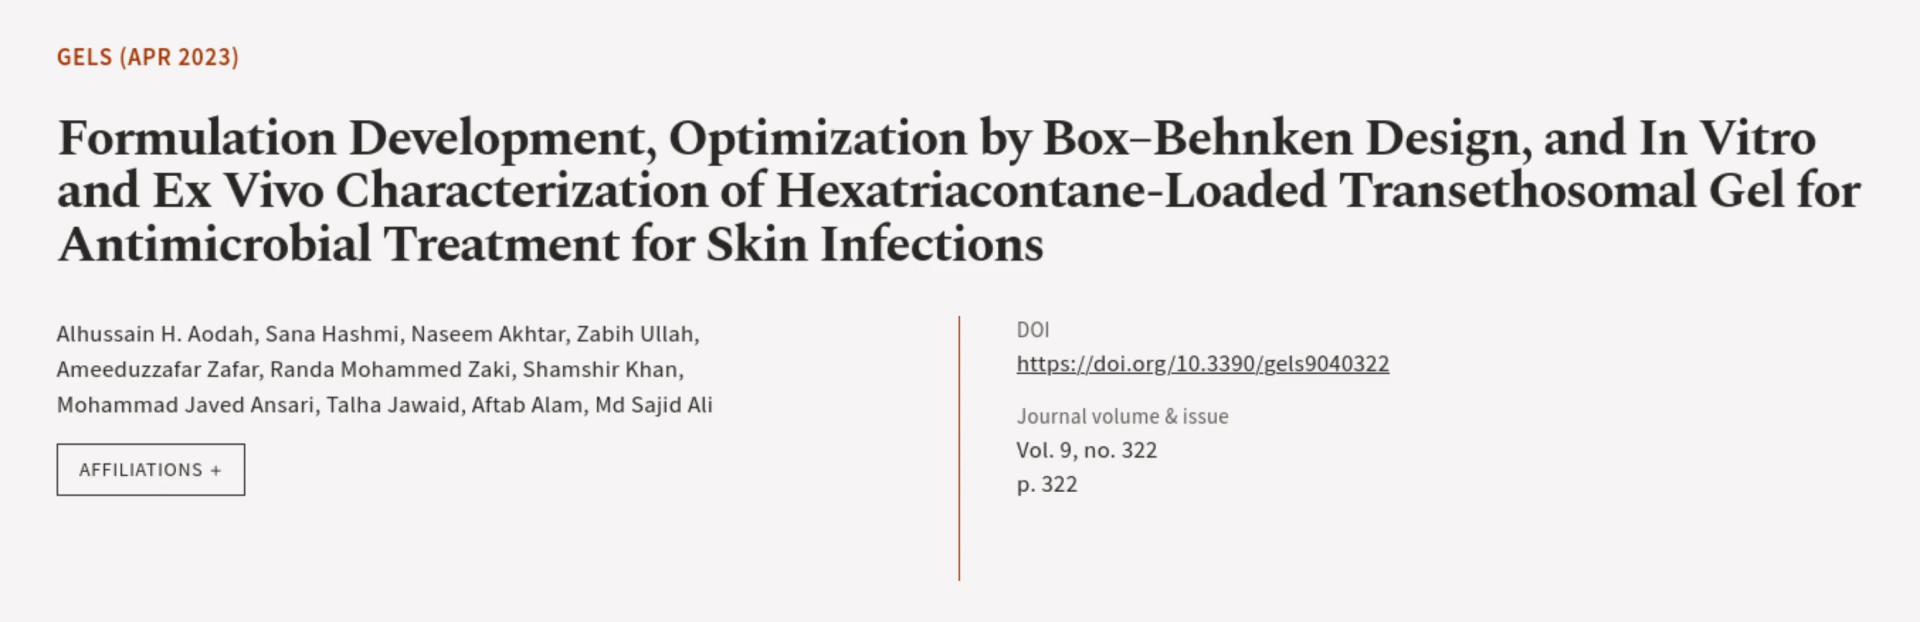 GELS (APR 2023)
Formulation Development, Optimization by Box–Behnken Design, and In Vitro
and Ex Vivo Characterization of Hexatriacontane-Loaded Transethosomal Gel for
Antimicrobial Treatment for Skin Infections
Alhussain H. Aodah, Sana Hashmi, Naseem Akhtar, Zabih Ullah,
Ameeduzzafar Zafar, Randa Mohammed Zaki, Shamshir Khan,
Mohammad Javed Ansari, Talha Jawaid, Aftab Alam, Md Sajid Ali
AFFILIATIONS +
DOI
https://doi.org/10.3390/gels9040322
Journal volume & issue
Vol. 9, no. 322
p. 322